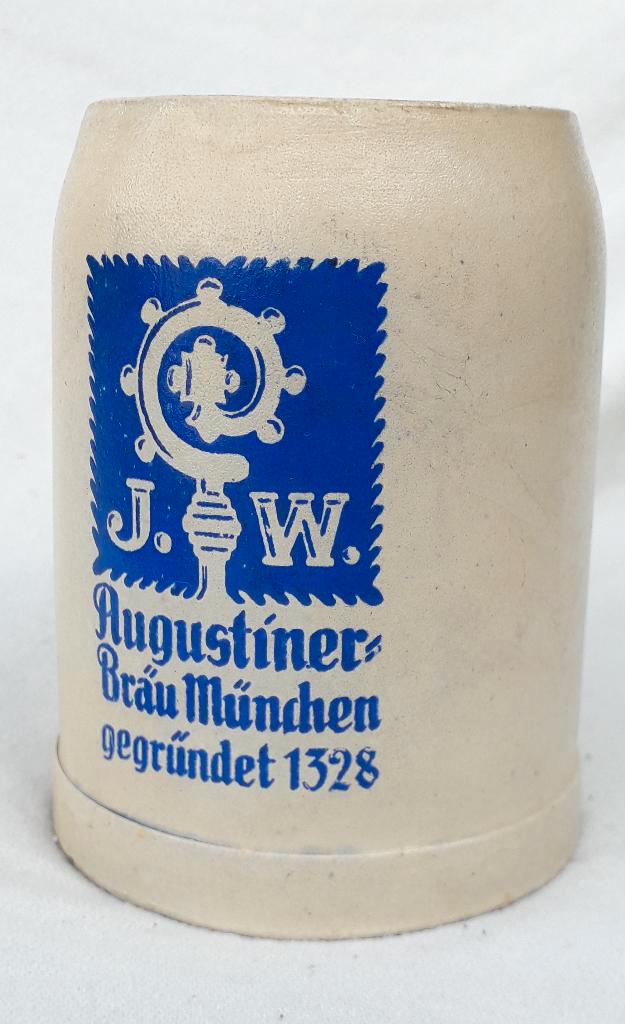 J. W.
Augustiner-
Bräu München
gegründet 1328